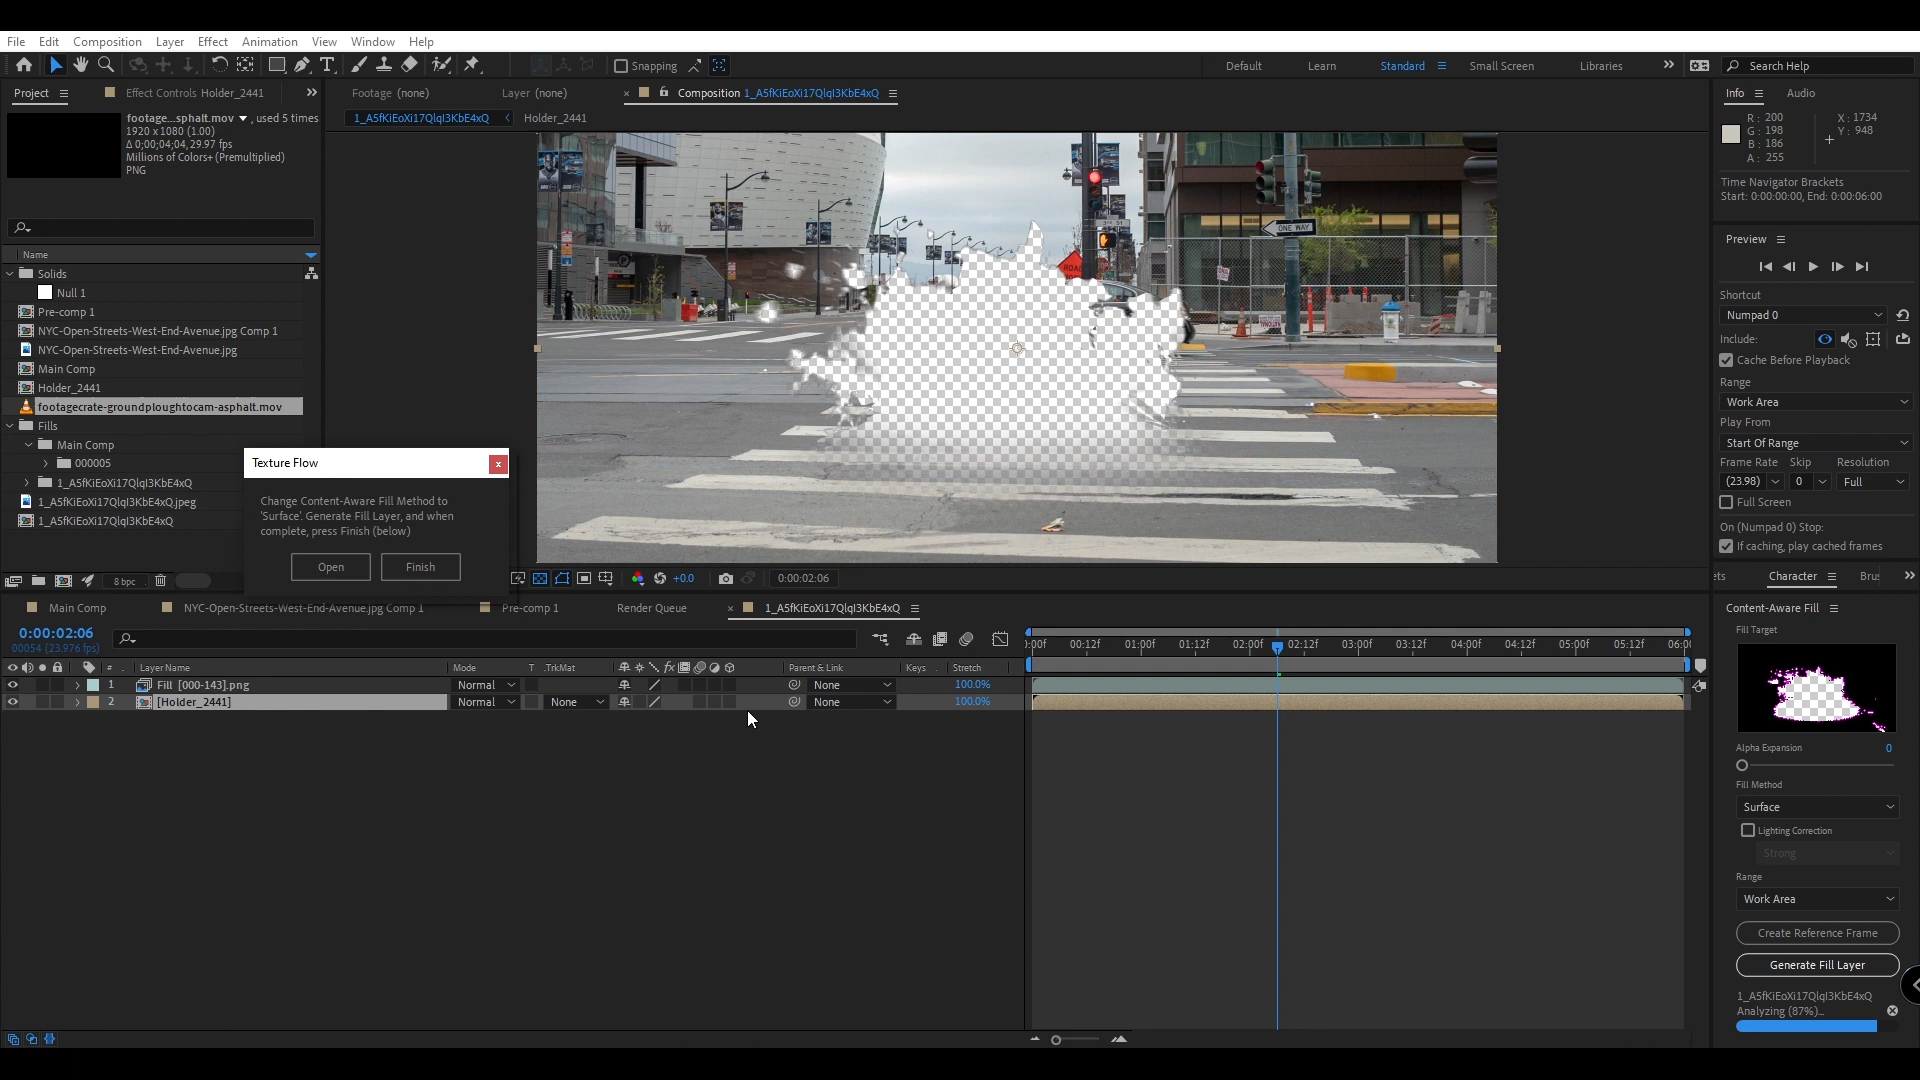 File Edit Composition Layer Effect Animation View Window Help
Snapping
Default Learn Standard Small Screen Libraries
Search Help
Project
Effect Controls Holder_2441
footage...sphalt.mov , used 5 times
1920 x 1080 (1.00)
Δ 0;00;04;04, 29.97 fps
Millions of Colors+ (Premultiplied)
PNG
Name
Solids
Null 1
Pre-comp 1
NYC-Open-Streets-West-End-Avenue.jpg Comp 1
NYC-Open-Streets-West-End-Avenue.jpg
Main Comp
Holder_2441
footagecrate-groundploughtocam-asphalt.mov
Fills
Main Comp
000005
1_A5fKiEoXi17QlqI3KbE4xQ
1_A5fKiEoXi17QlqI3KbE4xQ.jpeg
1_A5fKiEoXi17QlqI3KbE4xQ
8 bpc
Texture Flow
x
Change Content-Aware Fill Method to
'Surface'. Generate Fill Layer, and when
complete, press Finish (below)
Open
Finish
Footage (none)
Layer (none)
Composition 1_A5fKiEoXi17QlqI3KbE4xQ
1_A5fKiEoXi17QlqI3KbE4xQ
Holder_2441
ONE WAY
3rd St
ROAD
+0.0
0:00:02:06
Info
Audio
R : 200
G : 198
B : 186
A : 255
X : 1734
Y : 948
Time Navigator Brackets
Start: 0:00:00:00, End: 0:00:06:00
Preview
Shortcut
Numpad 0
Include:
Cache Before Playback
Range
Work Area
Play From
Start Of Range
Frame Rate Skip Resolution
(23.98) 0 Full
Full Screen
On (Numpad 0) Stop:
If caching, play cached frames
ets
Character
Bru
Content-Aware Fill
Fill Target
Alpha Expansion 0
Fill Method
Surface
Lighting Correction
Strong
Range
Work Area
Create Reference Frame
Generate Fill Layer
1_A5fKiEoXi17QlqI3KbE4xQ
Analyzing (87%)...
Main Comp
NYC-Open-Streets-West-End-Avenue.jpg Comp 1
Pre-comp 1
Render Queue
1_A5fKiEoXi17QlqI3KbE4xQ
0:00:02:06
00054 (23.976 fps)
):00f 00:12f 01:00f 01:12f 02:00f 02:12f 03:00f 03:12f 04:00f 04:12f 05:00f 05:12f 06:0(
# Layer Name Mode T .TrkMat fx Parent & Link Keys Stretch
1 Fill [000-143].png Normal None 100.0%
2 [Holder_2441] Normal None None 100.0%